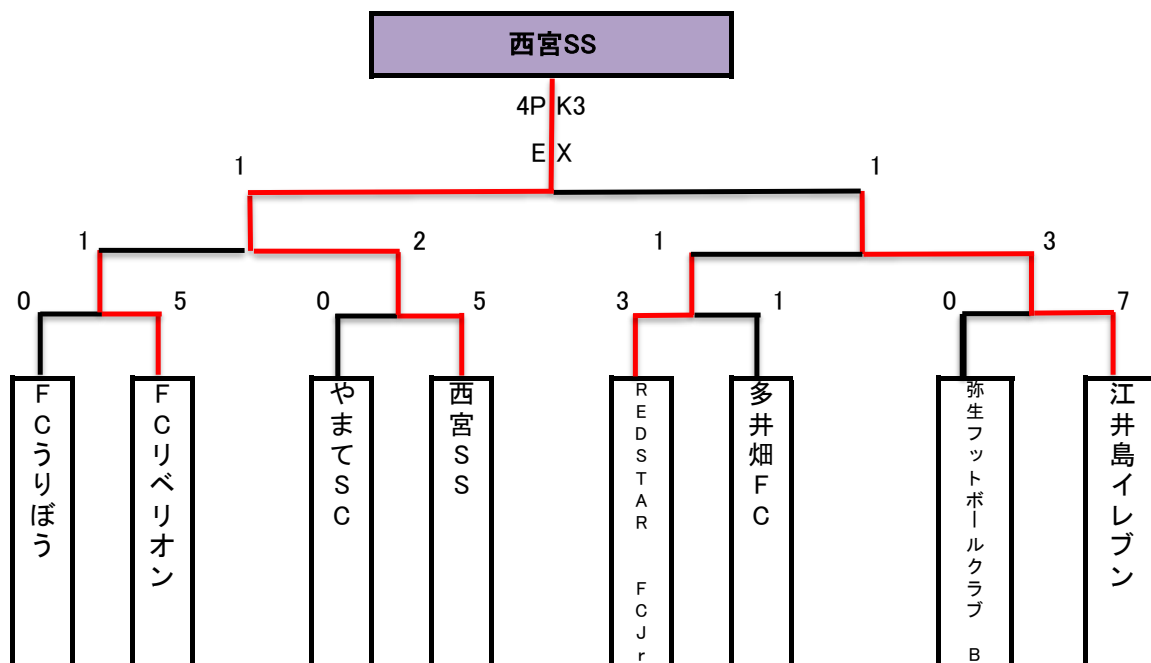 西宮SS
4PK3
EX
1 1
1 2 1 3
0 5 0 5 3 1 0 7
FCうりぼう
FCリベリオン
やまてSC
西宮SS
REDSTAR FCJr
多井畑FC
弥生フットボールクラブ B
江井島イレブン